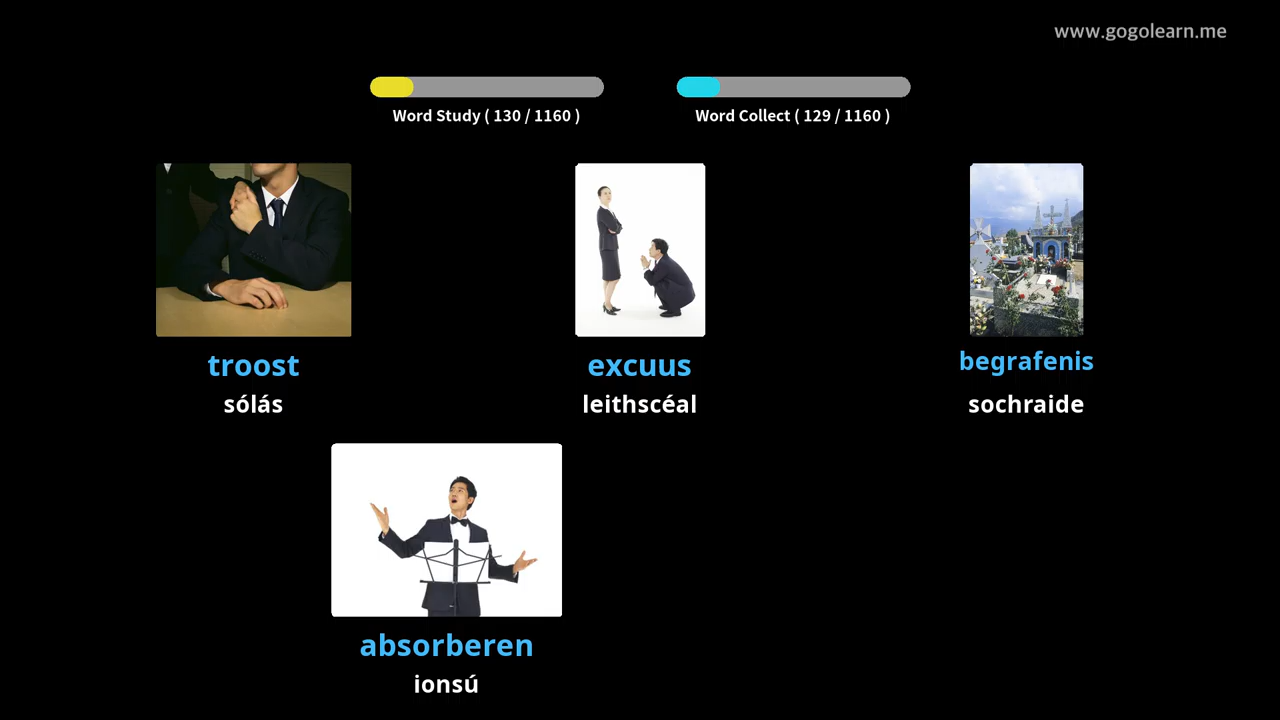 www.gogolearn.me
Word Study ( 130 / 1160 )
Word Collect ( 129 / 1160 )
troost
sólás
excuus
leithscéal
begrafenis
sochraide
absorberen
ionsú